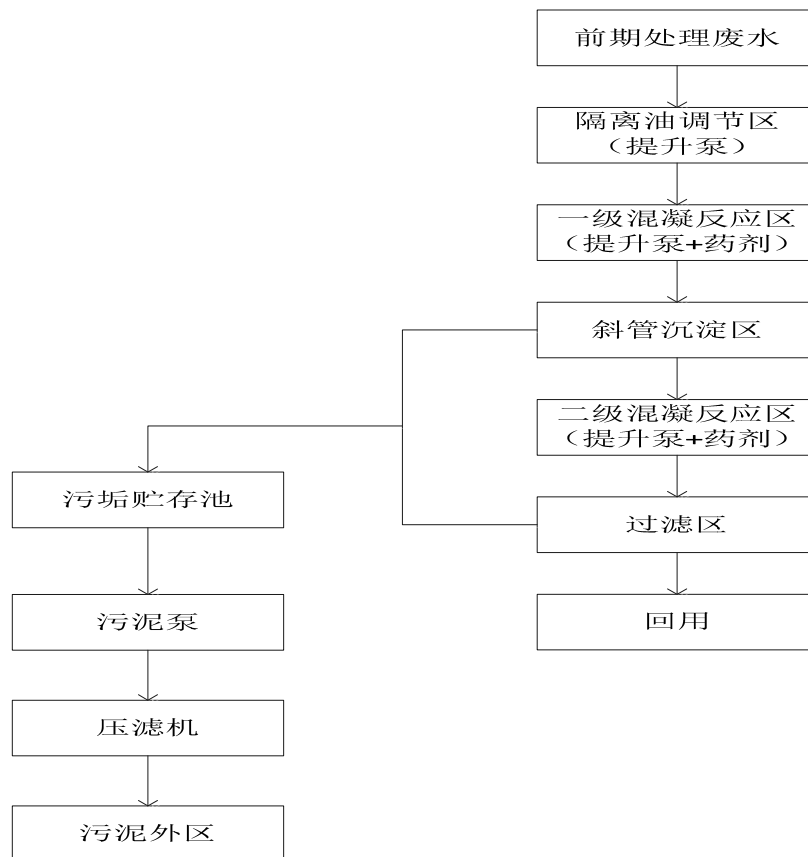 前期处理废水
隔离油调节区
（提升泵）
一级混凝反应区
（提升泵+药剂）
斜管沉淀区
二级混凝反应区
（提升泵+药剂）
过滤区
回用
污垢贮存池
污泥泵
压滤机
污泥外区